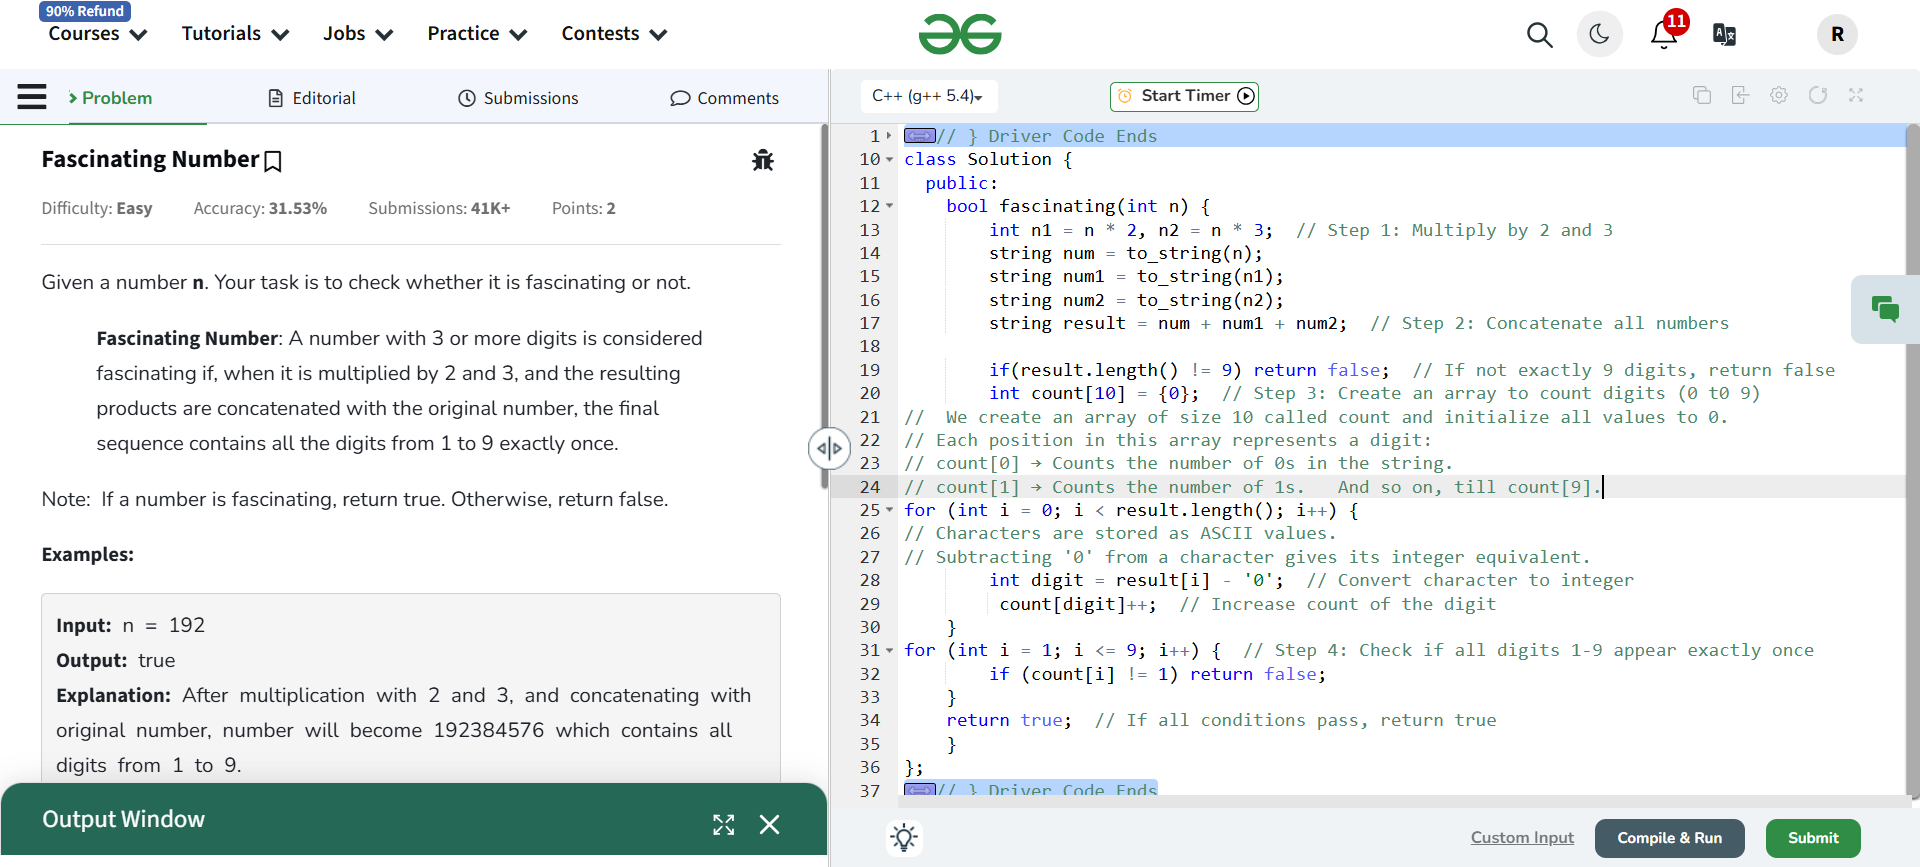 90% Refund
Courses Tutorials Jobs Practice Contests
11
R
Problem Editorial Submissions Comments
Fascinating Number
Difficulty: Easy Accuracy: 31.53% Submissions: 41K+ Points: 2
Given a number n. Your task is to check whether it is fascinating or not.
Fascinating Number: A number with 3 or more digits is considered
fascinating if, when it is multiplied by 2 and 3, and the resulting
products are concatenated with the original number, the final
sequence contains all the digits from 1 to 9 exactly once.
Note: If a number is fascinating, return true. Otherwise, return false.
Examples:
Input: n = 192
Output: true
Explanation: After multiplication with 2 and 3, and concatenating with
original number, number will become 192384576 which contains all
digits from 1 to 9.
Output Window
C++ (g++ 5.4)
Start Timer
1 // } Driver Code Ends
10 class Solution {
11 public:
12 bool fascinating(int n) {
13 int n1 = n * 2, n2 = n * 3; // Step 1: Multiply by 2 and 3
14 string num = to_string(n);
15 string num1 = to_string(n1);
16 string num2 = to_string(n2);
17 string result = num + num1 + num2; // Step 2: Concatenate all numbers
18
19 if(result.length() != 9) return false; // If not exactly 9 digits, return false
20 int count[10] = {0}; // Step 3: Create an array to count digits (0 t0 9)
21 // We create an array of size 10 called count and initialize all values to 0.
22 // Each position in this array represents a digit:
23 // count[0] → Counts the number of 0s in the string.
24 // count[1] → Counts the number of 1s. And so on, till count[9].
25 for (int i = 0; i < result.length(); i++) {
26 // Characters are stored as ASCII values.
27 // Subtracting '0' from a character gives its integer equivalent.
28 int digit = result[i] - '0'; // Convert character to integer
29 count[digit]++; // Increase count of the digit
30 }
31 for (int i = 1; i <= 9; i++) { // Step 4: Check if all digits 1-9 appear exactly once
32 if (count[i] != 1) return false;
33 }
34 return true; // If all conditions pass, return true
35 }
36 };
37 // } Driver Code Ends
Custom Input Compile & Run Submit